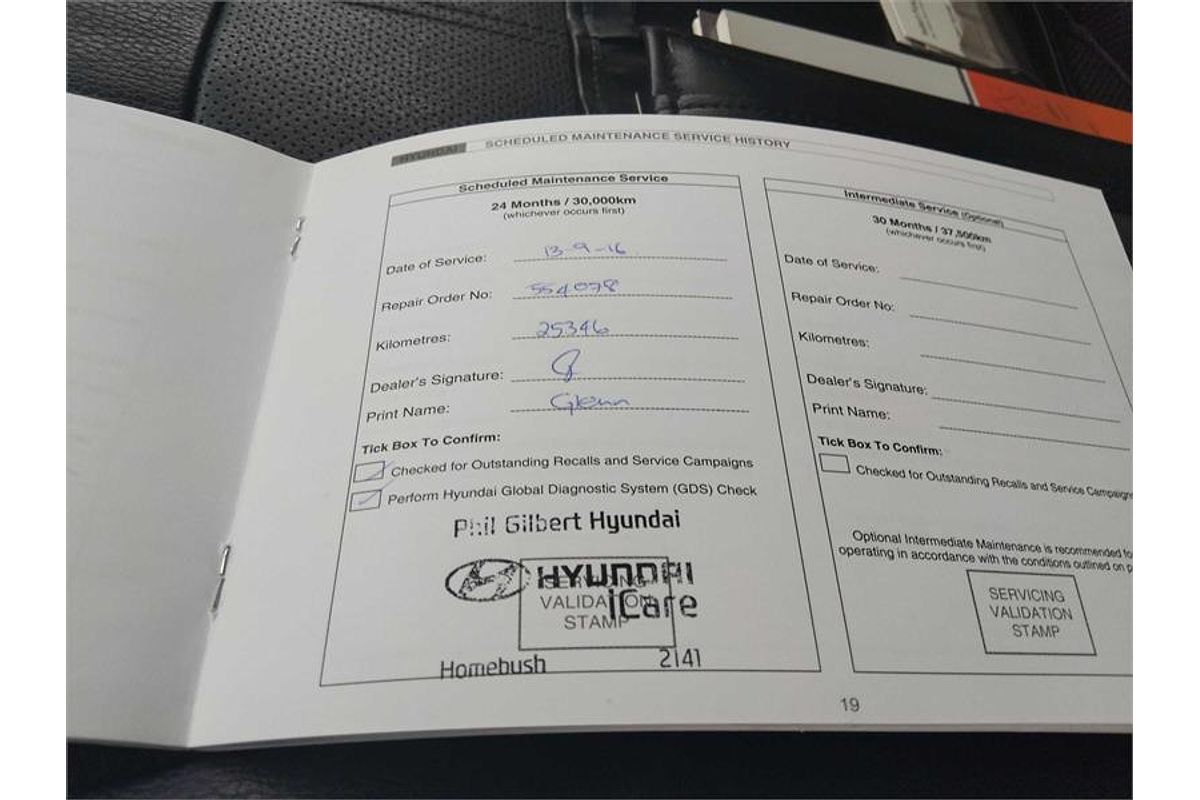 HYUNDAI
SCHEDULED MAINTENANCE SERVICE HISTORY
Scheduled Maintenance Service
24 Months / 30,000km
(whichever occurs first)
Date of Service: 13-9-16
Repair Order No: 554078
Kilometres: 25346
Dealer's Signature:
Print Name: Glenn
Tick Box To Confirm:
Checked for Outstanding Recalls and Service Campaigns
Perform Hyundai Global Diagnostic System (GDS) Check
Phil Gilbert Hyundai
HYUNDAI
iCare
SERVICING
VALIDATION
STAMP
Homebush 2141
Intermediate Service (Optional)
30 Months / 37,500km
(whichever occurs first)
Date of Service:
Repair Order No:
Kilometres:
Dealer's Signature:
Print Name:
Tick Box To Confirm:
Checked for Outstanding Recalls and Service Campaigns
Optional Intermediate Maintenance is recommended
operating in accordance with the conditions outlined on
SERVICING
VALIDATION
STAMP
19